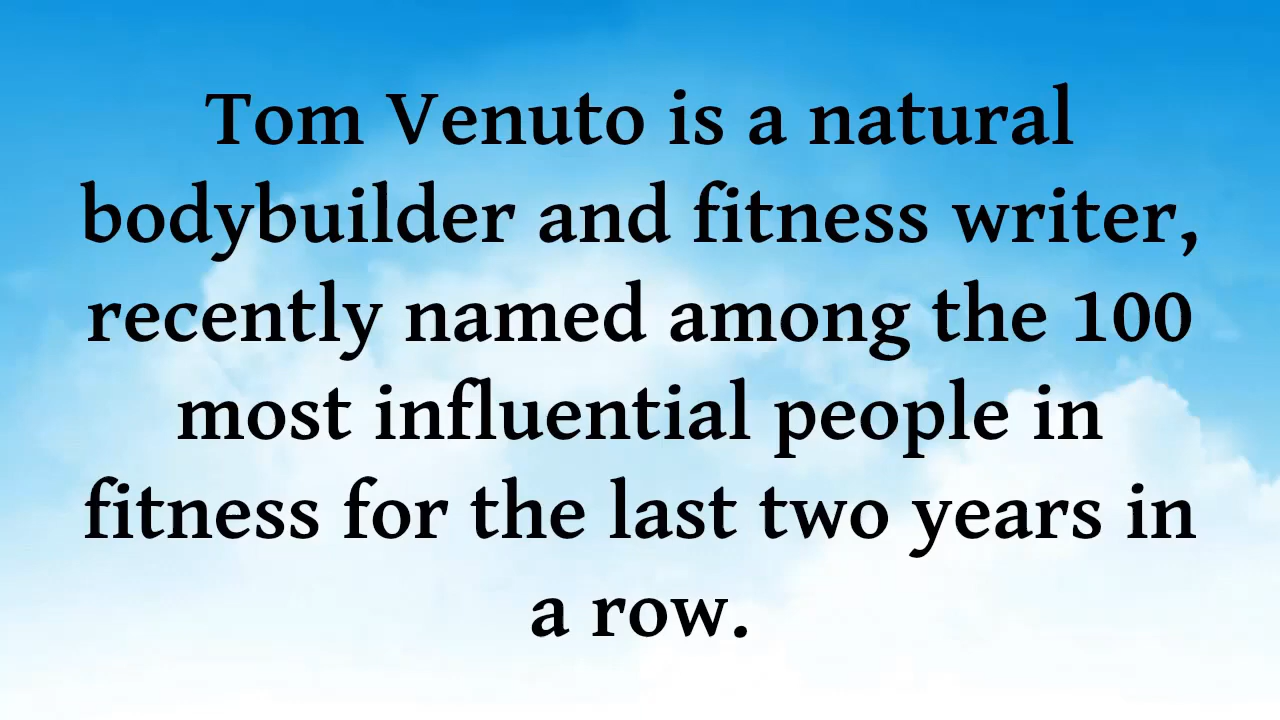 Tom Venuto is a natural
bodybuilder and fitness writer,
recently named among the 100
most influential people in
fitness for the last two years in
a row.